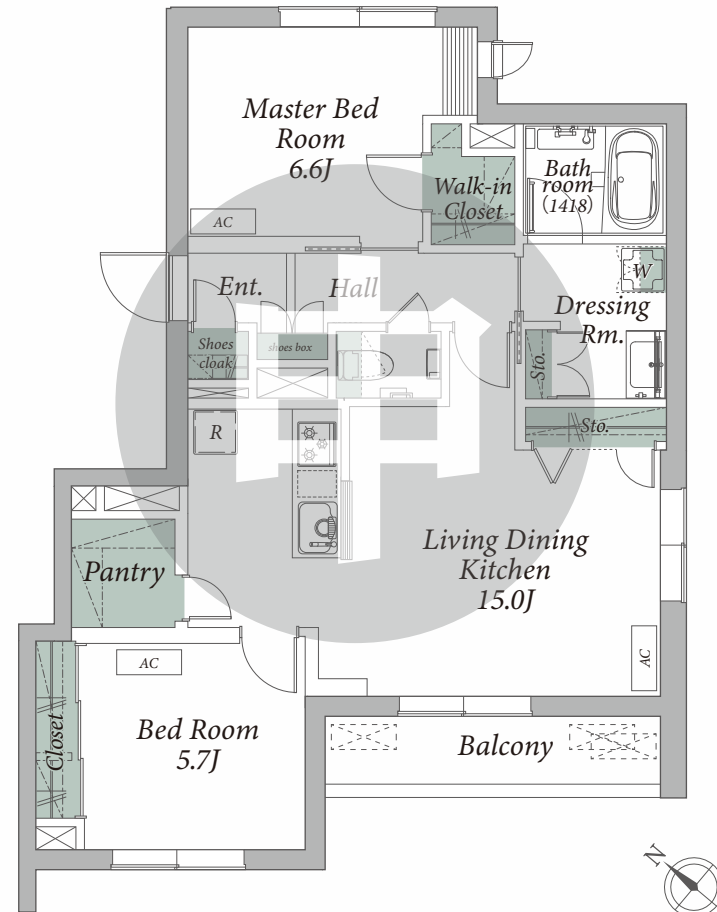 Master Bed
Room
6.6J
AC
Walk-in
Closet
Bath
room
(1418)
Ent.
Hall
W
Dressing
Rm.
Shoes
cloak
shoes box
Sto.
Sto.
R
Living Dining
Kitchen
15.0J
Pantry
AC
AC
Closet
Bed Room
5.7J
Balcony
N